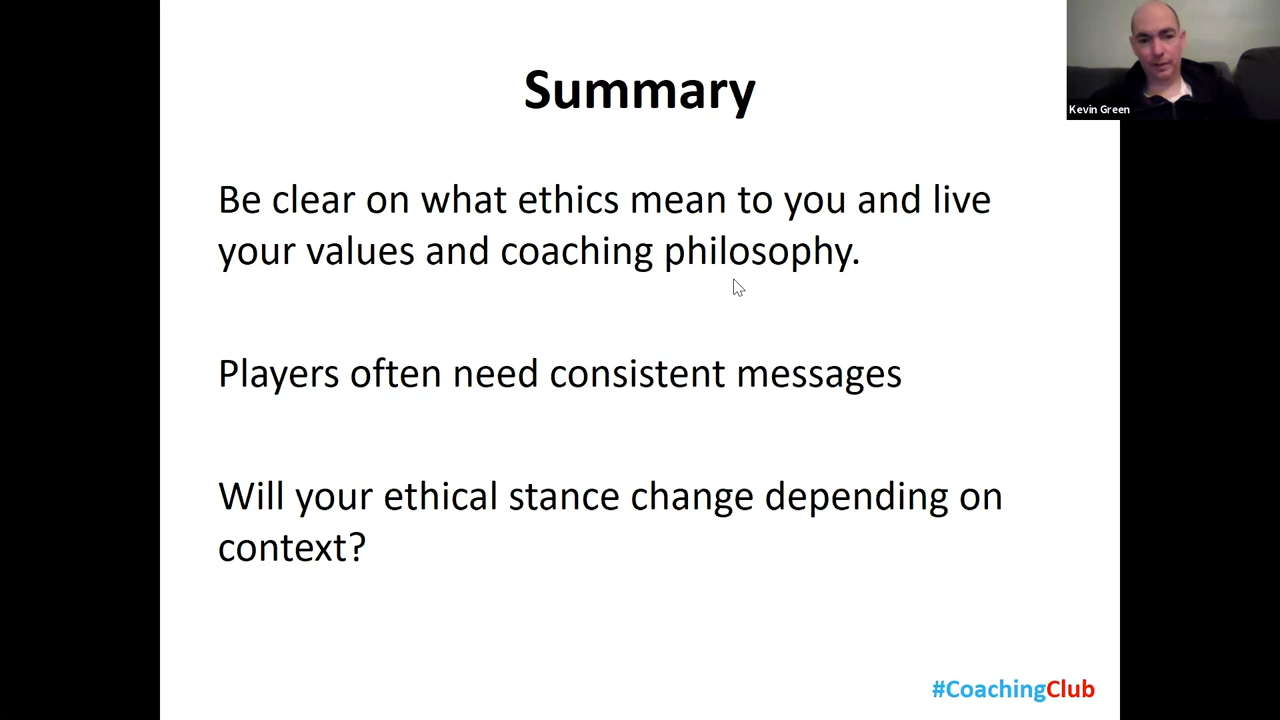 Summary
Kevin Green
Be clear on what ethics mean to you and live
your values and coaching philosophy.
Players often need consistent messages
Will your ethical stance change depending on
context?
#CoachingClub